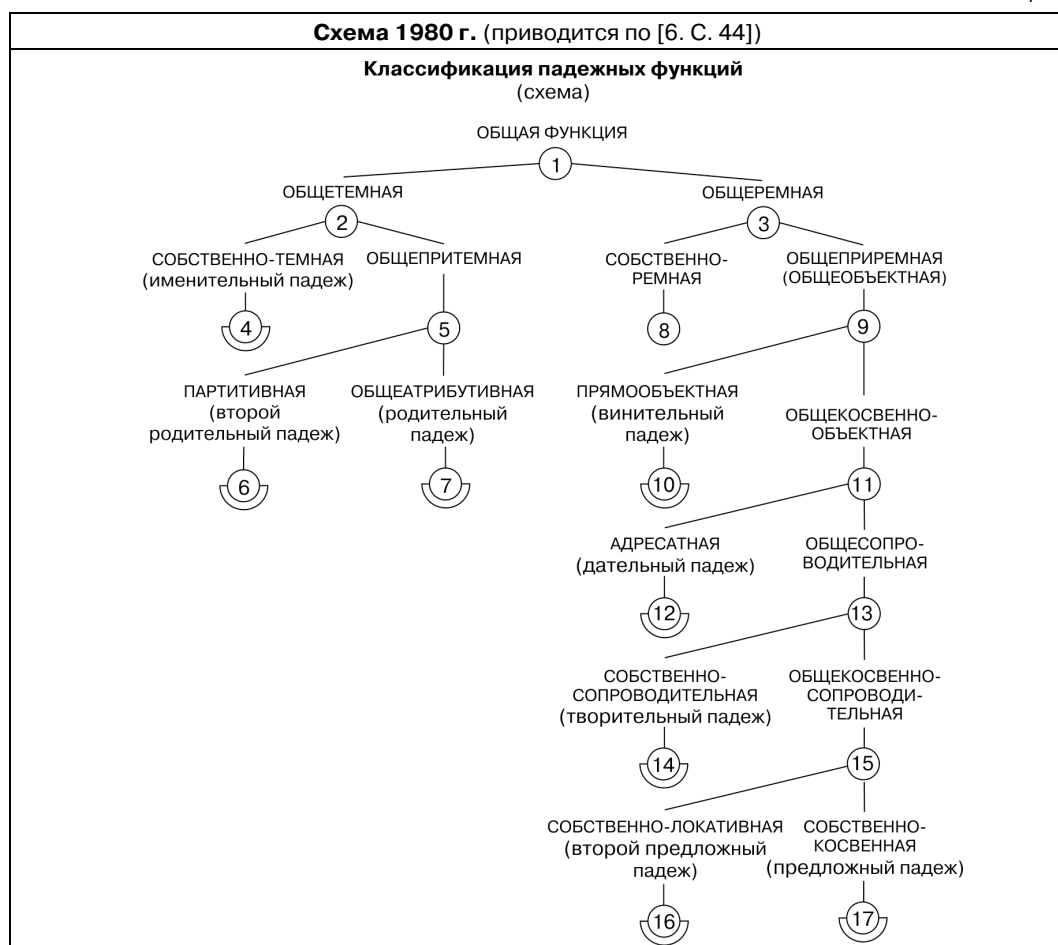 Схема 1980 г. (приводится по [6. С. 44])
Классификация падежных функций
(схема)
ОБЩАЯ ФУНКЦИЯ
1
ОБЩЕТЕМНАЯ
ОБЩЕРЕМНАЯ
2
3
СОБСТВЕННО-ТЕМНАЯ
(именительный падеж)
ОБЩЕПРИТЕМНАЯ
СОБСТВЕННО-
РЕМНАЯ
ОБЩЕПРИРЕМНАЯ
(ОБЩЕОБЪЕКТНАЯ)
4
5
8
9
ПАРТИТИВНАЯ
(второй
родительный падеж)
ОБЩЕАТРИБУТИВНАЯ
(родительный
падеж)
ПРЯМООБЪЕКТНАЯ
(винительный
падеж)
ОБЩЕКОСВЕННО-
ОБЪЕКТНАЯ
6
7
10
11
АДРЕСАТНАЯ
(дательный падеж)
ОБЩЕСОПРО-
ВОДИТЕЛЬНАЯ
12
13
СОБСТВЕННО-
СОПРОВОДИТЕЛЬНАЯ
(творительный падеж)
ОБЩЕКОСВЕННО-
СОПРОВОДИ-
ТЕЛЬНАЯ
14
15
СОБСТВЕННО-ЛОКАТИВНАЯ
(второй предложный
падеж)
СОБСТВЕННО-
КОСВЕННАЯ
(предложный падеж)
16
17